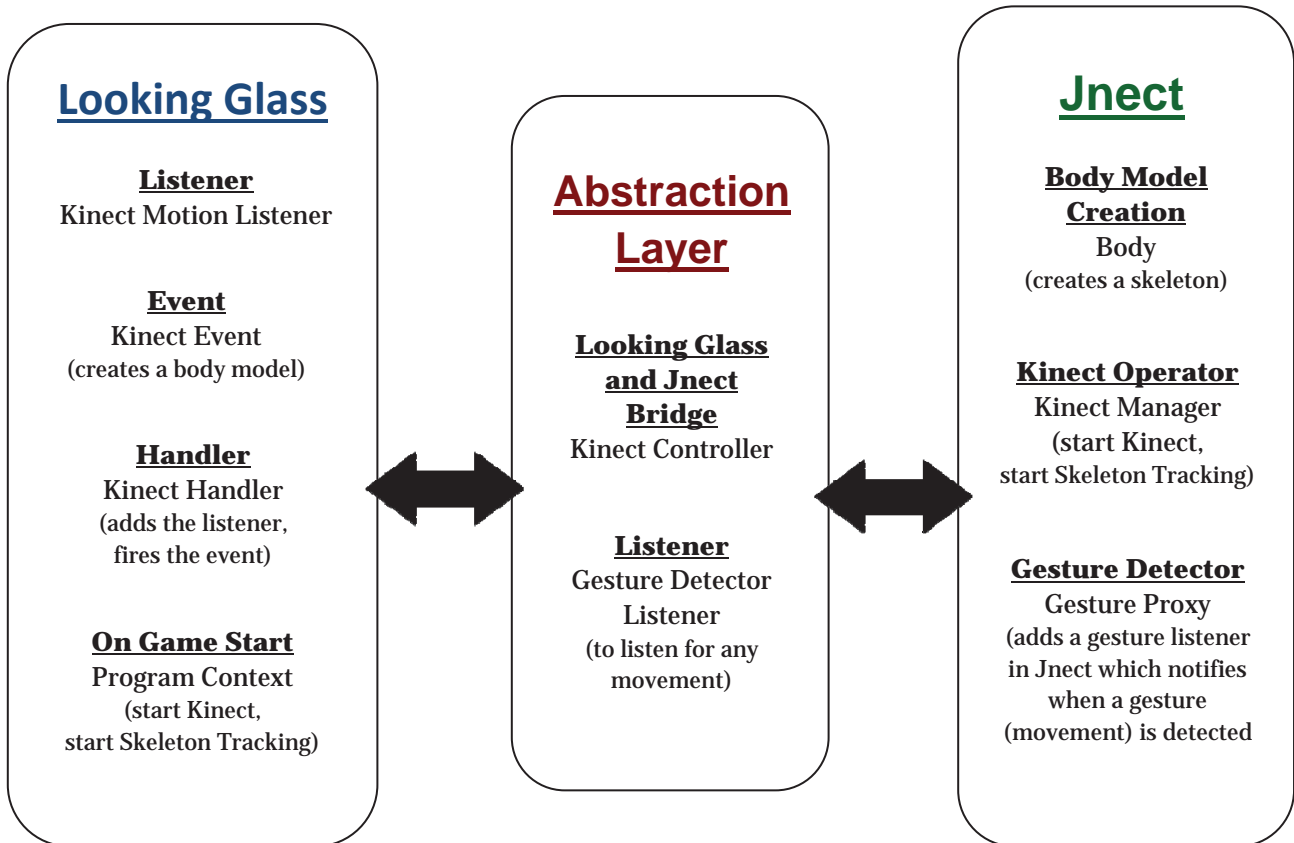 Looking Glass
Listener
Kinect Motion Listener
Event
Kinect Event
(creates a body model)
Handler
Kinect Handler
(adds the listener,
fires the event)
On Game Start
Program Context
(start Kinect,
start Skeleton Tracking)
Abstraction
Layer
Looking Glass
and Jnect
Bridge
Kinect Controller
Listener
Gesture Detector
Listener
(to listen for any
movement)
Jnect
Body Model
Creation
Body
(creates a skeleton)
Kinect Operator
Kinect Manager
(start Kinect,
start Skeleton Tracking)
Gesture Detector
Gesture Proxy
(adds a gesture listener
in Jnect which notifies
when a gesture
(movement) is detected